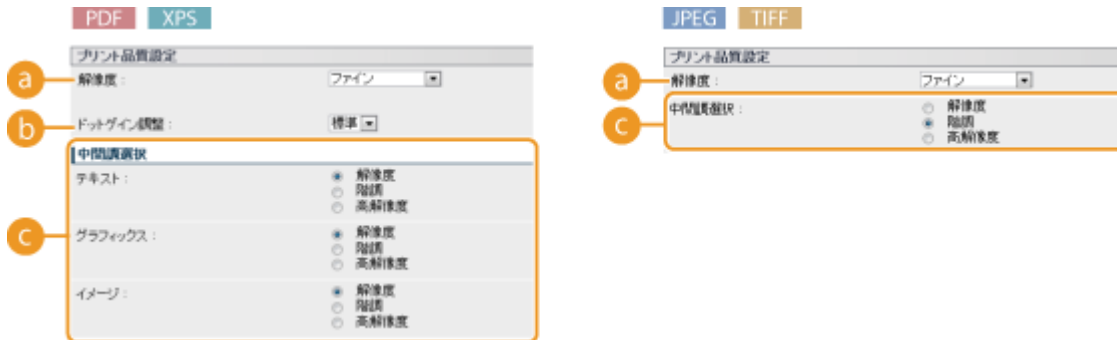 PDF XPS
プリント品質設定
a
解像度 : ファイン
b
ドットゲイン調整 : 標準
中間調選択
テキスト : 解像度
階調
高解像度
c
グラフィックス : 解像度
階調
高解像度
イメージ : 解像度
階調
高解像度
JPEG TIFF
プリント品質設定
a
解像度 : ファイン
c
中間調選択 : 解像度
階調
高解像度